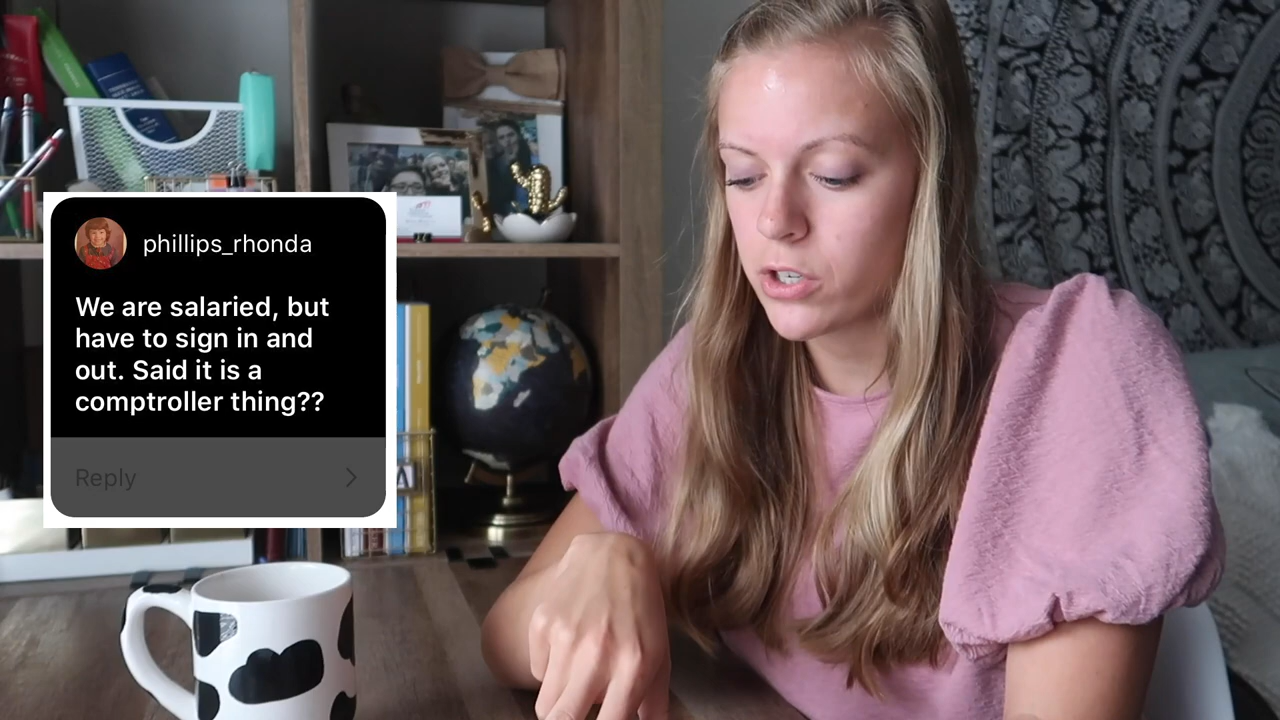 phillips_rhonda
We are salaried, but
have to sign in and
out. Said it is a
comptroller thing??
Reply